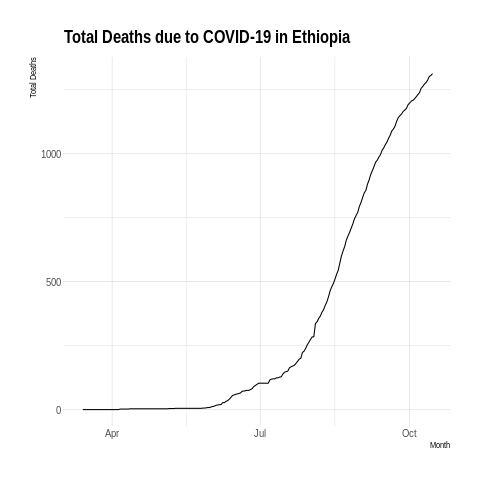 Total Deaths due to COVID-19 in Ethiopia
Total Deaths
1000
500
0
Apr
Jul
Oct
Month